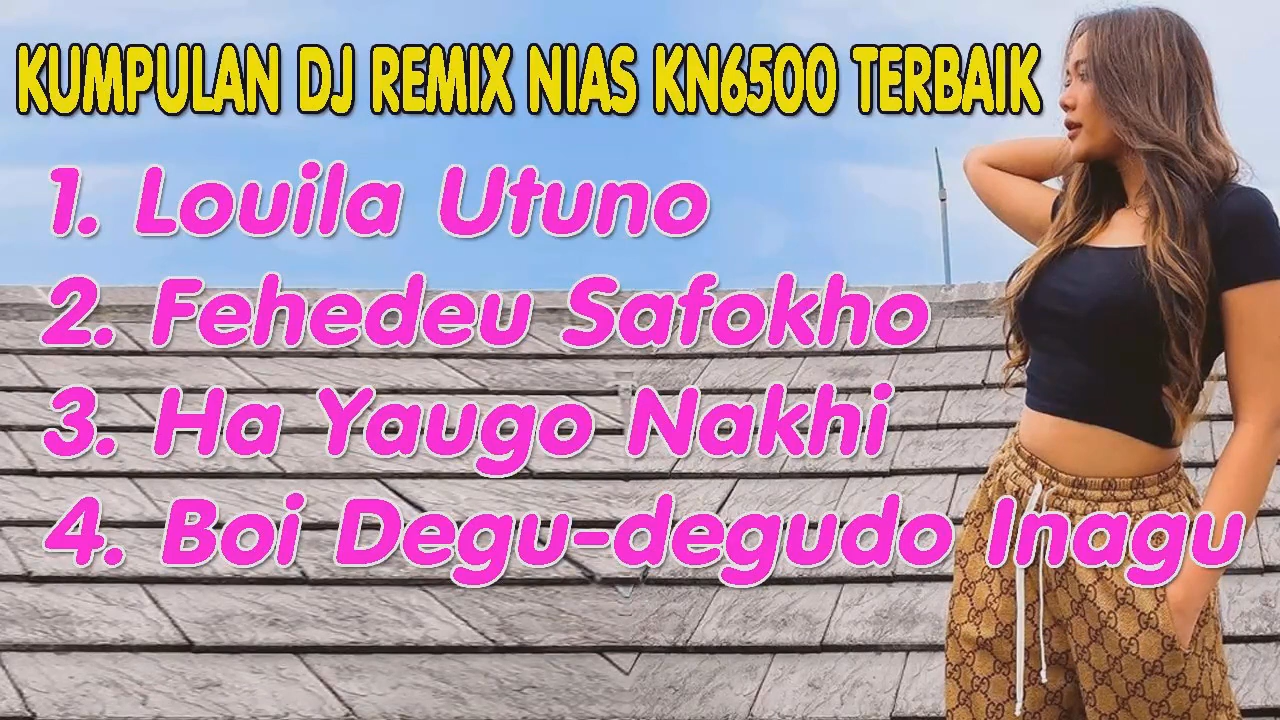 KUMPULAN DJ REMIX NIAS KN6500 TERBAIK
1. Louila Utuno
2. Fehedeu Safokho
3. Ha Yaugo Nakhi
4. Boi Degu-degudo Inagu